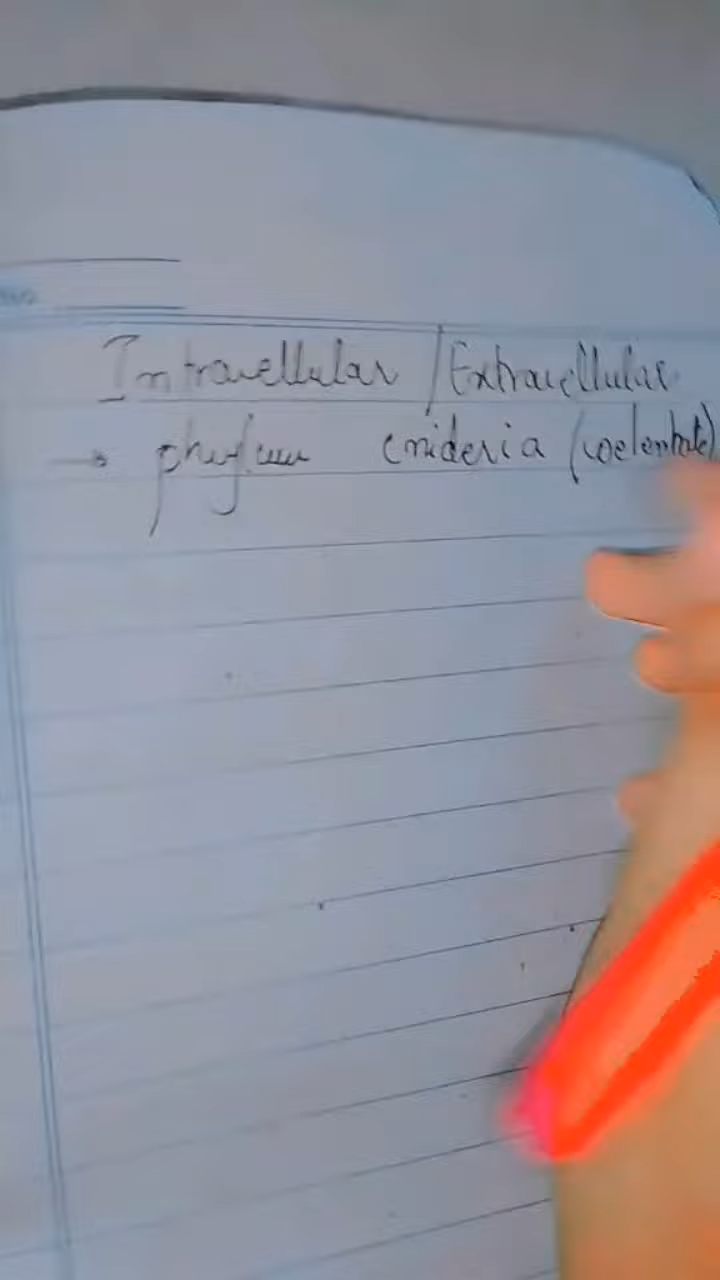 Intracellular / Extracellular
→ phylum cnideria (coelentrate)